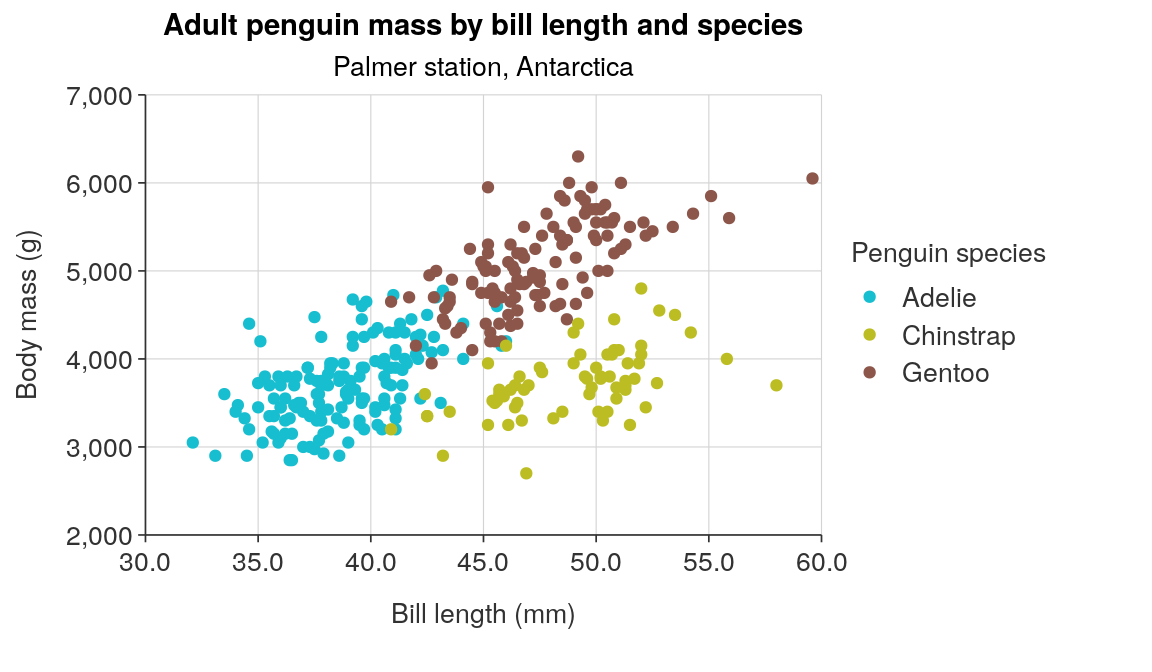 Adult penguin mass by bill length and species
Palmer station, Antarctica
7,000
6,000
5,000
4,000
3,000
2,000
Body mass (g)
30.0 35.0 40.0 45.0 50.0 55.0 60.0
Bill length (mm)
Penguin species
Adelie
Chinstrap
Gentoo